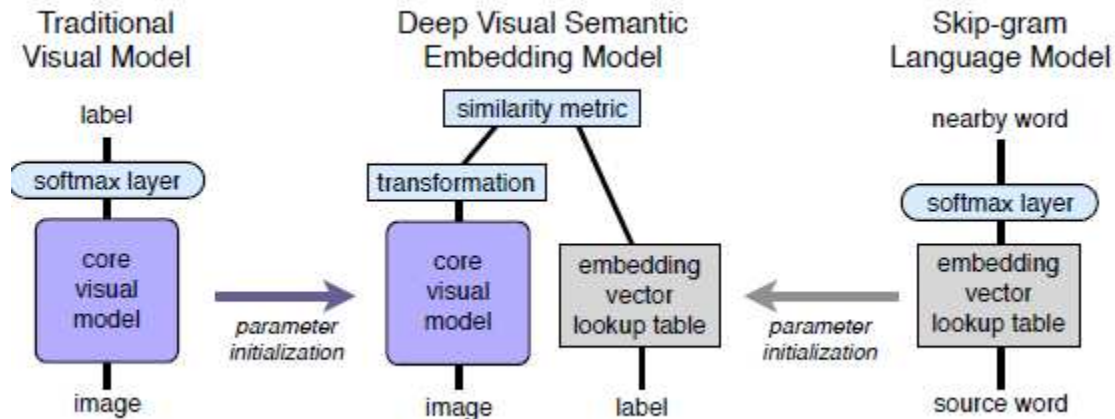 Traditional
Visual Model
label
softmax layer
core
visual
model
image
parameter
initialization
Deep Visual Semantic
Embedding Model
similarity metric
transformation
core
visual
model
image
embedding
vector
lookup table
label
parameter
initialization
Skip-gram
Language Model
nearby word
softmax layer
embedding
vector
lookup table
source word